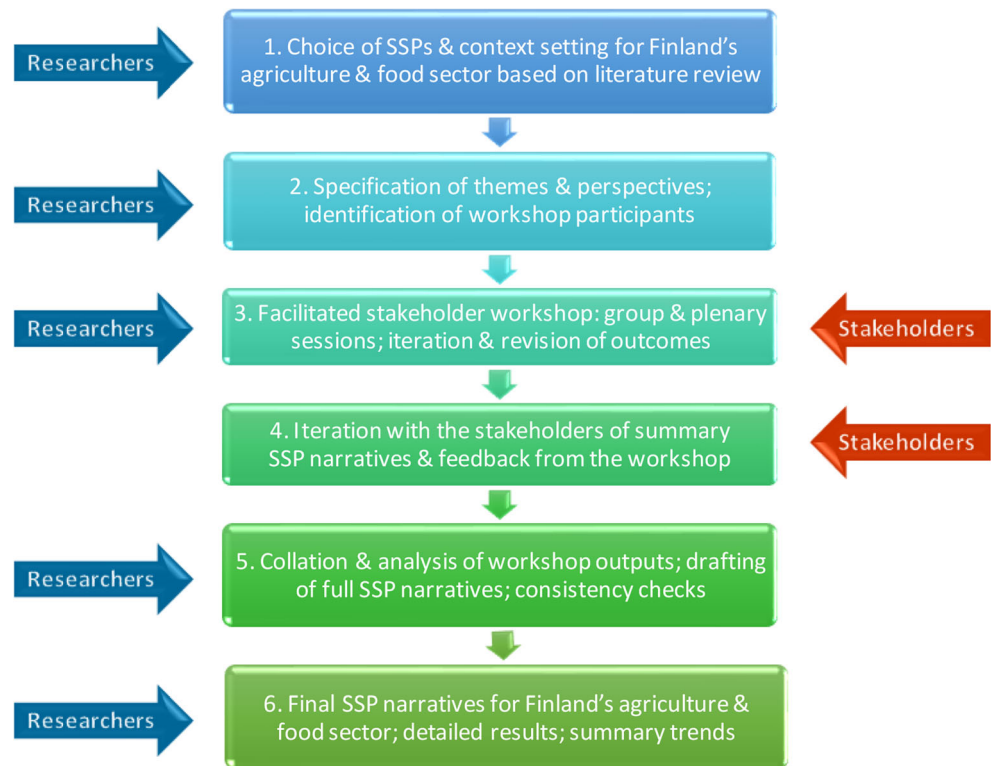 Researchers
1. Choice of SSPs & context setting for Finland's
agriculture & food sector based on literature review
Researchers
2. Specification of themes & perspectives;
identification of workshop participants
Researchers
3. Facilitated stakeholder workshop: group & plenary
sessions; iteration & revision of outcomes
Stakeholders
4. Iteration with the stakeholders of summary
SSP narratives & feedback from the workshop
Stakeholders
Researchers
5. Collation & analysis of workshop outputs; drafting
of full SSP narratives; consistency checks
Researchers
6. Final SSP narratives for Finland's agriculture &
food sector; detailed results; summary trends